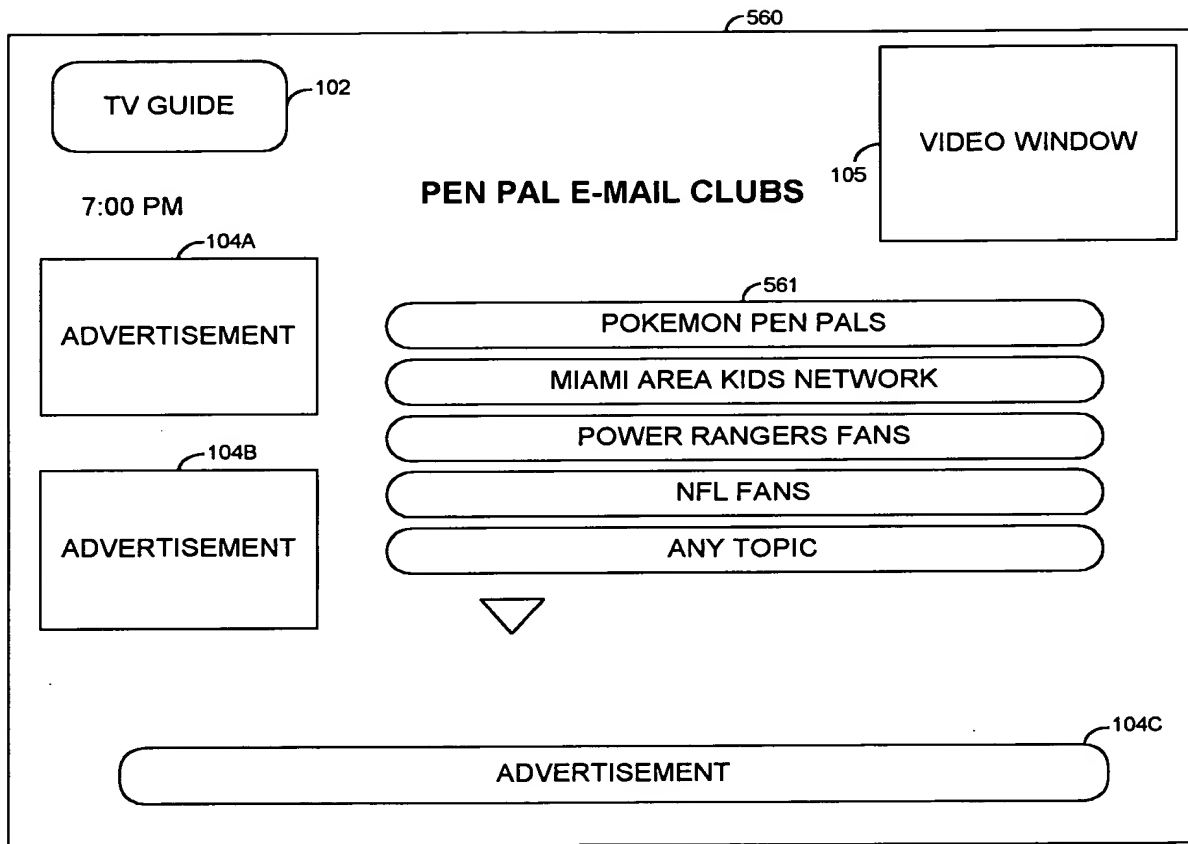 560
TV GUIDE
102
VIDEO WINDOW
105
PEN PAL E-MAIL CLUBS
7:00 PM
104A
ADVERTISEMENT
561
POKEMON PEN PALS
MIAMI AREA KIDS NETWORK
POWER RANGERS FANS
104B
ADVERTISEMENT
NFL FANS
ANY TOPIC
104C
ADVERTISEMENT